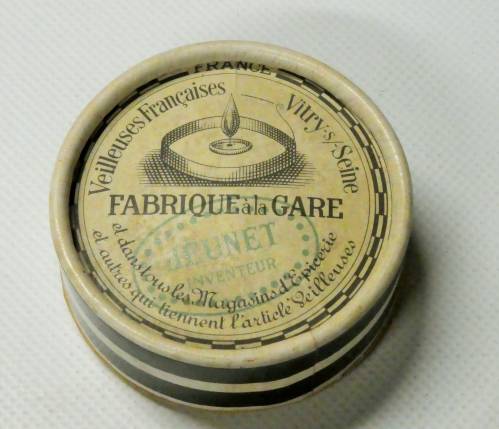 FRANCE
Veilleuses Françaises
Vitry s/ Seine
FABRIQUE à la GARE
JEUNET
INVENTEUR
et dans tous les Magasins d'Epicerie
et autres qui tiennent l'article Veilleuses